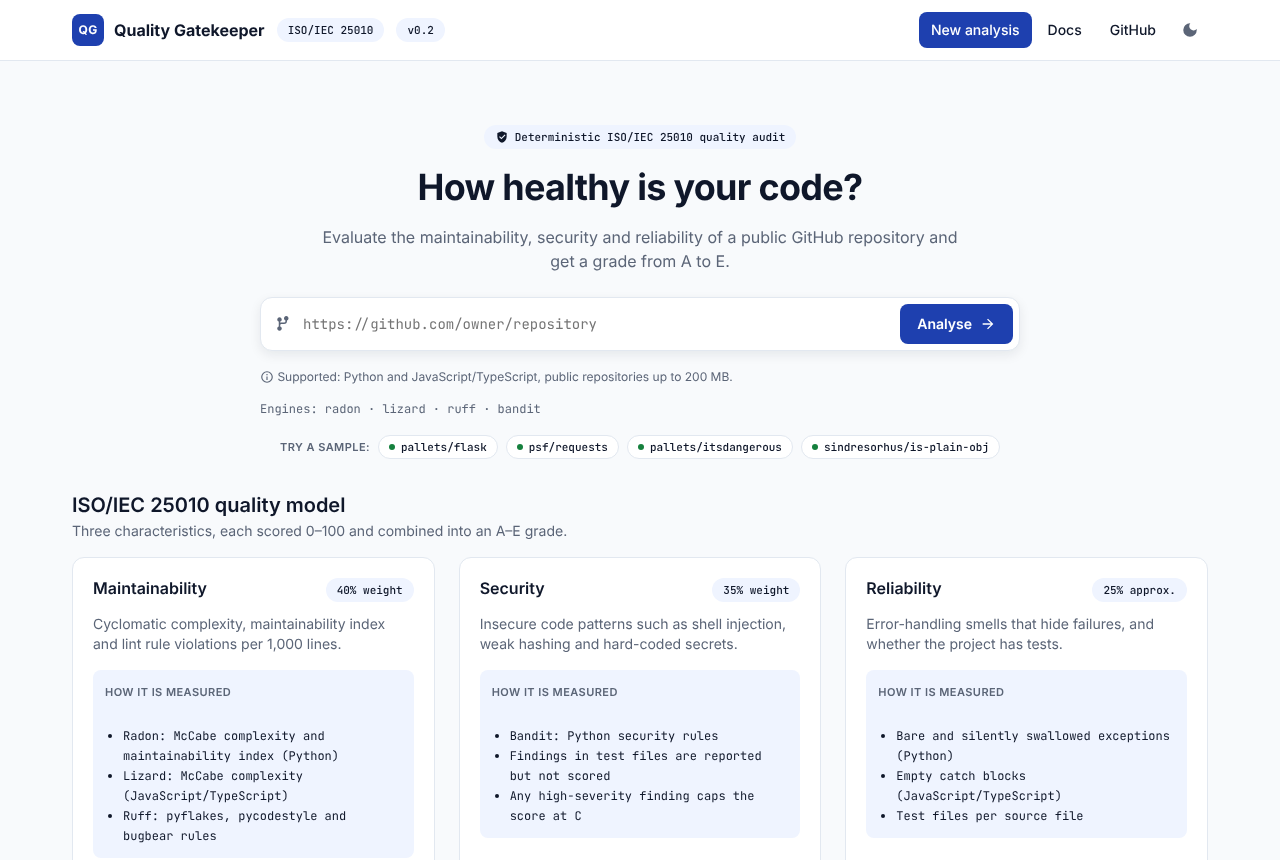 QG Quality Gatekeeper ISO/IEC 25010 v0.2 New analysis Docs GitHub
Deterministic ISO/IEC 25010 quality audit
How healthy is your code?
Evaluate the maintainability, security and reliability of a public GitHub repository and
get a grade from A to E.
https://github.com/owner/repository Analyse
Supported: Python and JavaScript/TypeScript, public repositories up to 200 MB.
Engines: radon · lizard · ruff · bandit
TRY A SAMPLE: pallets/flask psf/requests pallets/itsdangerous sindresorhus/is-plain-obj
ISO/IEC 25010 quality model
Three characteristics, each scored 0–100 and combined into an A–E grade.
Maintainability 40% weight
Cyclomatic complexity, maintainability index
and lint rule violations per 1,000 lines.
HOW IT IS MEASURED
• Radon: McCabe complexity and
maintainability index (Python)
• Lizard: McCabe complexity
(JavaScript/TypeScript)
• Ruff: pyflakes, pycodestyle and
bugbear rules
Security 35% weight
Insecure code patterns such as shell injection,
weak hashing and hard-coded secrets.
HOW IT IS MEASURED
• Bandit: Python security rules
• Findings in test files are reported
but not scored
• Any high-severity finding caps the
score at C
Reliability 25% approx.
Error-handling smells that hide failures, and
whether the project has tests.
HOW IT IS MEASURED
• Bare and silently swallowed exceptions
(Python)
• Empty catch blocks
(JavaScript/TypeScript)
• Test files per source file